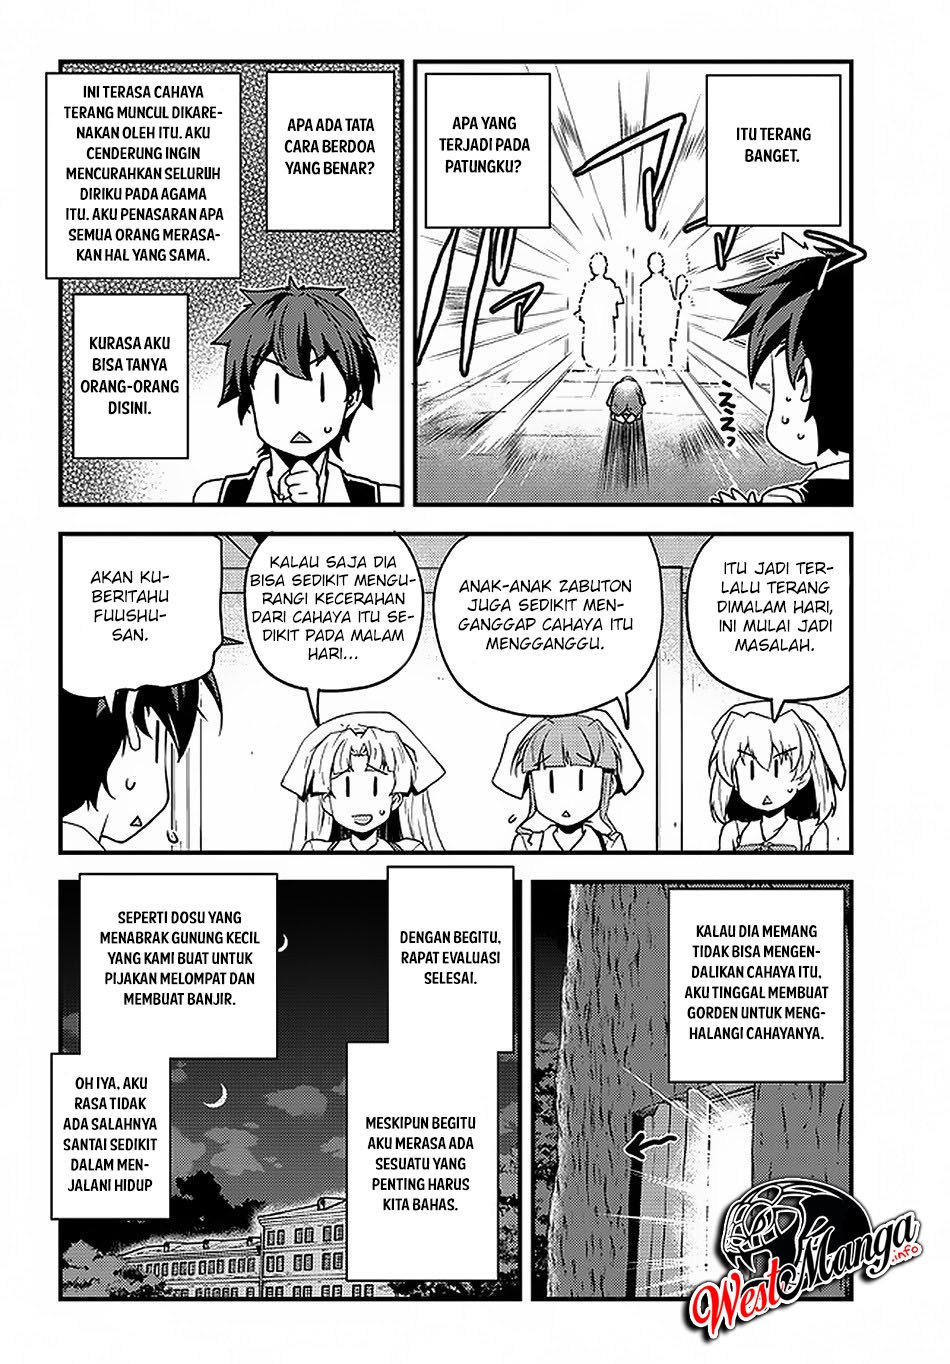 ITU TERANG
BANGET.
APA YANG
TERJADI PADA
PATUNGKU?
APA ADA TATA
CARA BERDOA
YANG BENAR?
INI TERASA CAHAYA
TERANG MUNCUL DIKARE-
NAKAN OLEH ITU. AKU
CENDERUNG INGIN
MENCURAHKAN SELURUH
DIRIKU PADA AGAMA
ITU. AKU PENASARAN APA
SEMUA ORANG MERASA-
KAN HAL YANG SAMA.
KURASA AKU
BISA TANYA
ORANG-ORANG
DISINI.
ITU JADI TER-
LALU TERANG
DIMALAM HARI,
INI MULAI JADI
MASALAH.
ANAK-ANAK ZABUTON
JUGA SEDIKIT MEN-
GANGGAP CAHAYA ITU
MENGGANGGU.
KALAU SAJA DIA
BISA SEDIKIT MENGU-
RANGI KECERAHAN
DARI CAHAYA ITU SE-
DIKIT PADA MALAM
HARI...
AKAN KU-
BERITAHU
FUUSHU-
SAN.
KALAU DIA MEMANG
TIDAK BISA MENGEN-
DALIKAN CAHAYA ITU,
AKU TINGGAL MEMBUAT
GORDEN UNTUK MENG-
HALANGI CAHAYANYA.
DENGAN BEGITU,
RAPAT EVALUASI
SELESAI.
MESKIPUN BEGITU
AKU MERASA ADA
SESUATU YANG
PENTING HARUS
KITA BAHAS.
SEPERTI DOSU YANG
MENABRAK GUNUNG KECIL
YANG KAMI BUAT UNTUK
PIJAKAN MELOMPAT DAN
MEMBUAT BANJIR.
OH IYA, AKU
RASA TIDAK
ADA SALAHNYA
SANTAI SEDIKIT
DALAM MEN-
JALANI HIDUP
WestManga.info